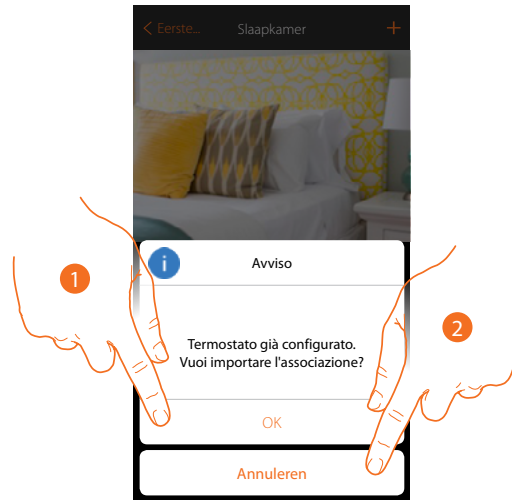 Eerste... Slaapkamer +
Avviso
Termostato già configurato.
Vuoi importare l'associazione?
OK
Annuleren
1
2